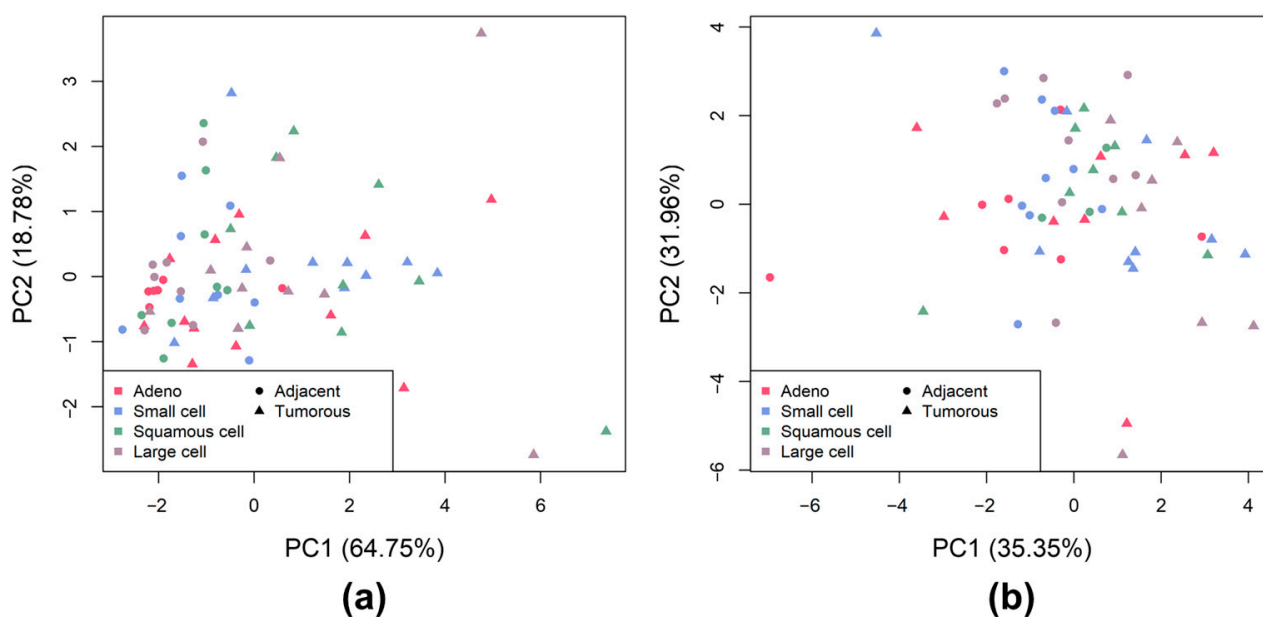 3
2
1
0
−1
−2
PC2 (18.78%)
Adeno
Small cell
Squamous cell
Large cell
Adjacent
Tumorous
−2 0 2 4 6
PC1 (64.75%)
(a)
4
2
0
−2
−4
−6
PC2 (31.96%)
Adeno
Small cell
Squamous cell
Large cell
Adjacent
Tumorous
−6 −4 −2 0 2 4
PC1 (35.35%)
(b)